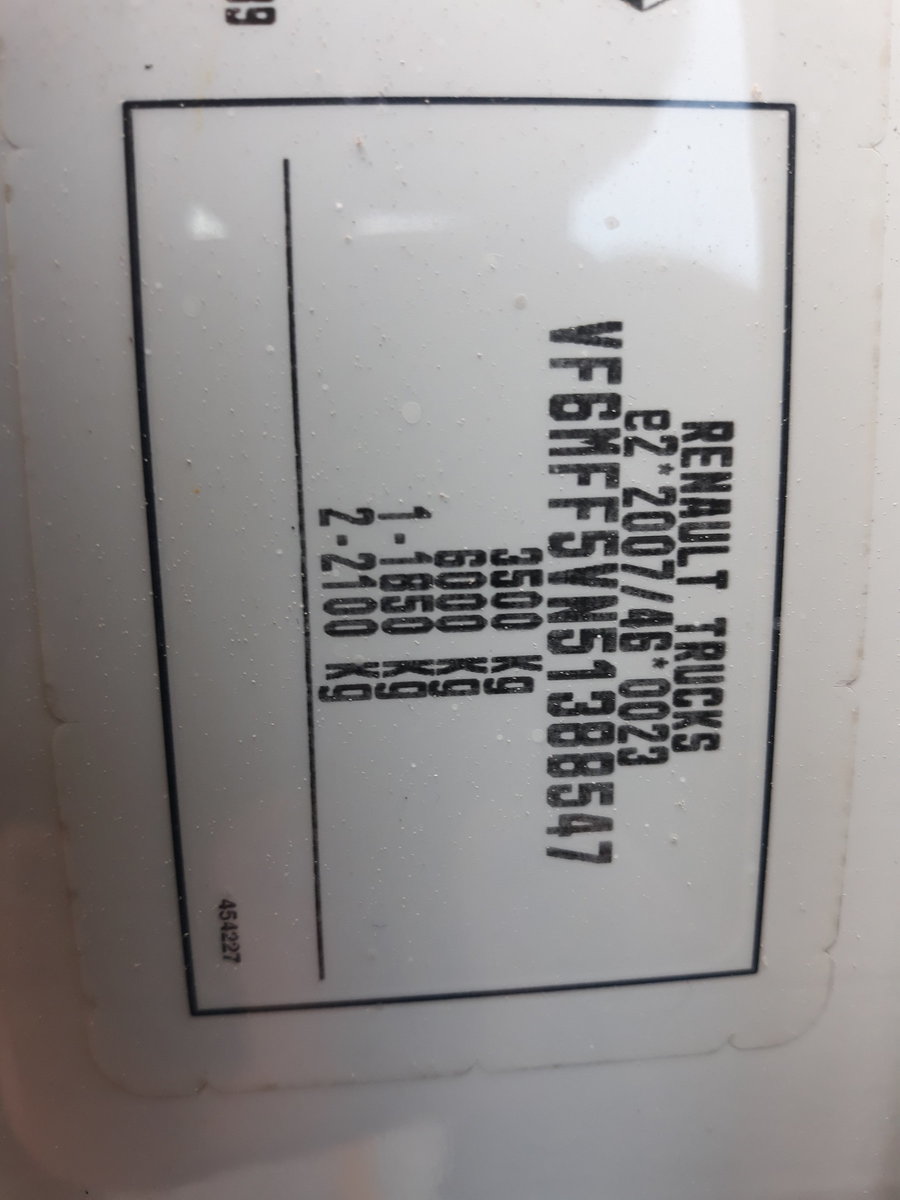 RENAULT TRUCKS
e2*2007/46*0023
VF6MFF5VN51388547
3500 Kg
6000 Kg
1-1850 Kg
2-2100 Kg
454227